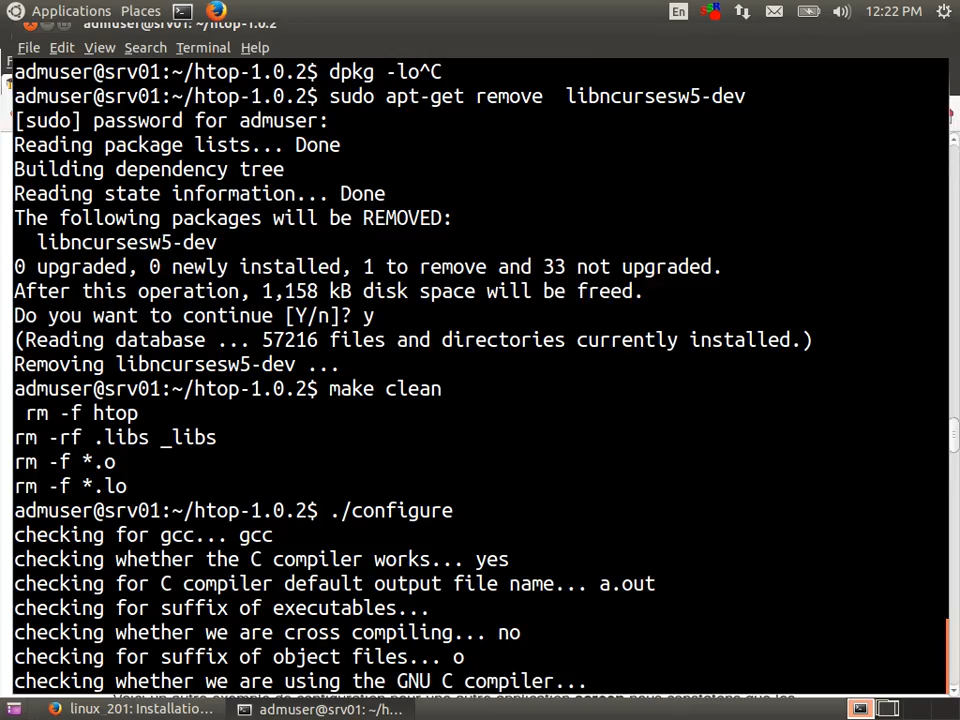 Applications Places En 12:22 PM
admuser@srv01: ~/htop-1.0.2
File Edit View Search Terminal Help
admuser@srv01:~/htop-1.0.2$ dpkg -lo^C
admuser@srv01:~/htop-1.0.2$ sudo apt-get remove  libncursesw5-dev
[sudo] password for admuser:
Reading package lists... Done
Building dependency tree
Reading state information... Done
The following packages will be REMOVED:
  libncursesw5-dev
0 upgraded, 0 newly installed, 1 to remove and 33 not upgraded.
After this operation, 1,158 kB disk space will be freed.
Do you want to continue [Y/n]? y
(Reading database ... 57216 files and directories currently installed.)
Removing libncursesw5-dev ...
admuser@srv01:~/htop-1.0.2$ make clean
 rm -f htop
rm -rf .libs _libs
rm -f *.o
rm -f *.lo
admuser@srv01:~/htop-1.0.2$ ./configure
checking for gcc... gcc
checking whether the C compiler works... yes
checking for C compiler default output file name... a.out
checking for suffix of executables...
checking whether we are cross compiling... no
checking for suffix of object files... o
checking whether we are using the GNU C compiler...
linux_201: Installatio... admuser@srv01: ~/h...